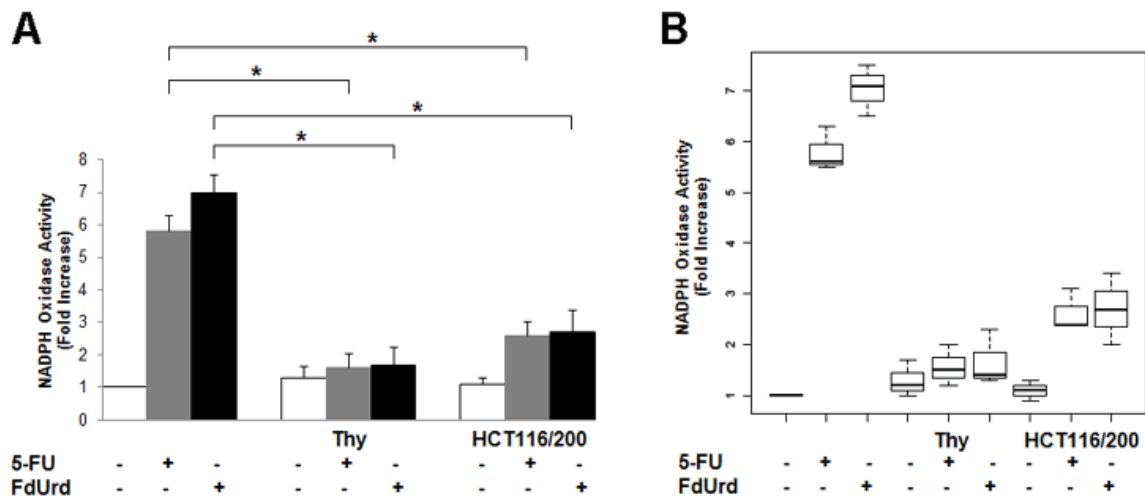 A
*
*
*
*
NADPH Oxidase Activity
(Fold Increase)
8
7
6
5
4
3
2
1
0
Thy HCT116/200
5-FU - + - - + - - + -
FdUrd - - + - - + - - +
B
NADPH Oxidase Activity
(Fold Increase)
7
6
5
4
3
2
1
Thy HCT116/200
5-FU - + - - + - - + -
FdUrd - - + - - + - - +